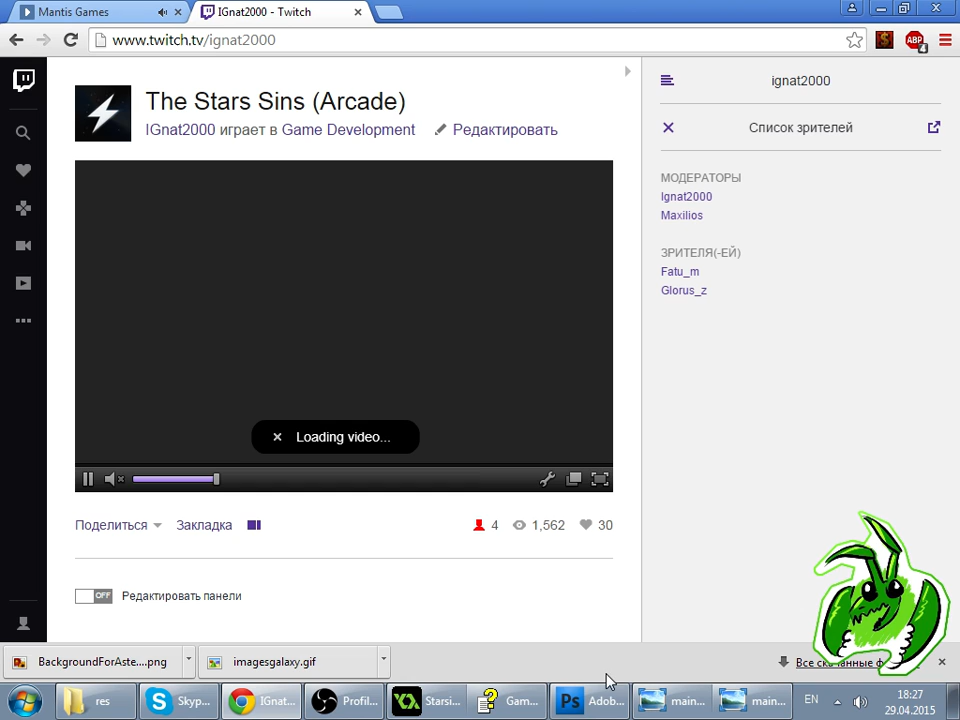 Mantis Games
IGnat2000 - Twitch
www.twitch.tv/ignat2000
ABP
4
The Stars Sins (Arcade)
IGnat2000 играет в Game Development
Редактировать
Loading video...
Поделиться
Закладка
4
1,562
30
OFF
Редактировать панели
ignat2000
Список зрителей
МОДЕРАТОРЫ
Ignat2000
Maxilios
ЗРИТЕЛЯ(-ЕЙ)
Fatu_m
Glorus_z
BackgroundForAste....png
imagesgalaxy.gif
Все скачанные
res
Skyp...
IGnat...
Profil...
Starsi...
Gam...
Ps
Adob...
main...
main...
EN
18:27
29.04.2015